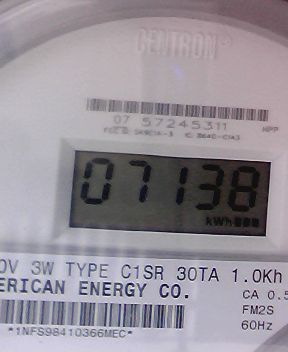 CENTRON®
07 57245311 HPP
07138
kWh
0V 3W TYPE C1SR 30TA 1.0Kh
ERICAN ENERGY CO.
CA 0.5
FM2S
*1NFS98410366MEC* 60Hz